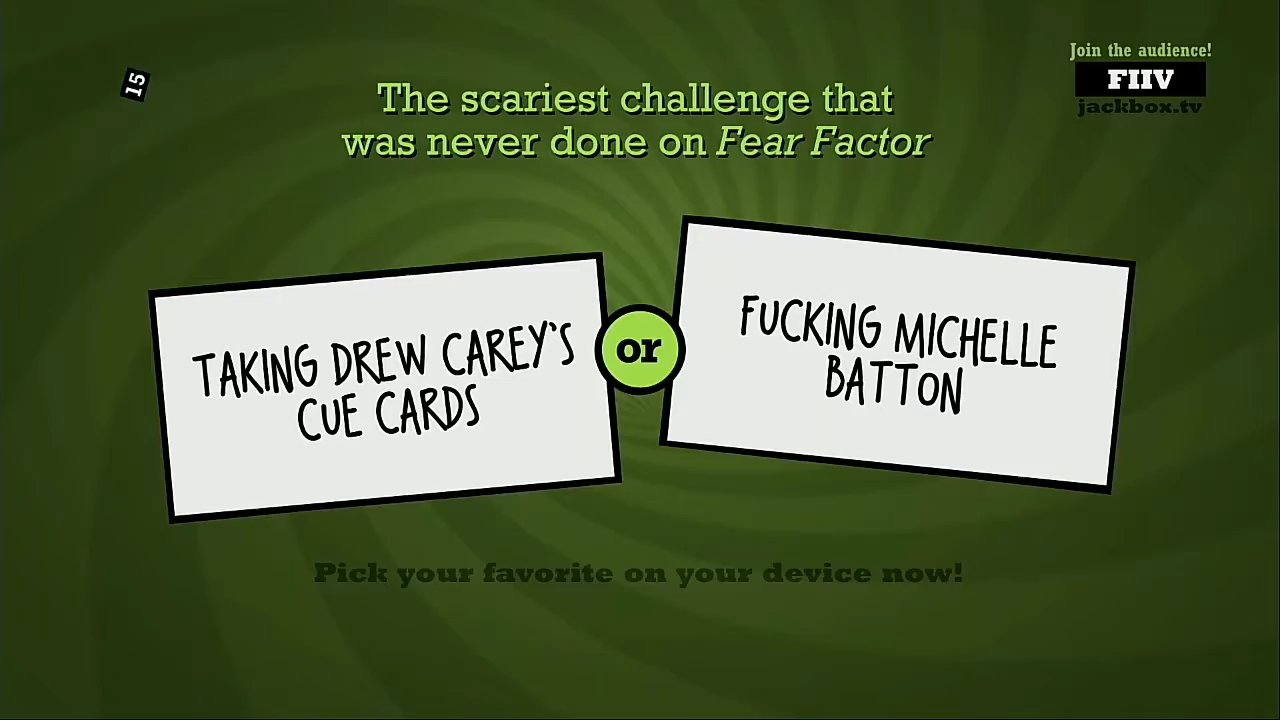 15
Join the audience!
FIIV
jackbox.tv
The scariest challenge that
was never done on Fear Factor
TAKING DREW CAREY'S
CUE CARDS
or
FUCKING MICHELLE
BATTON
Pick your favorite on your device now!